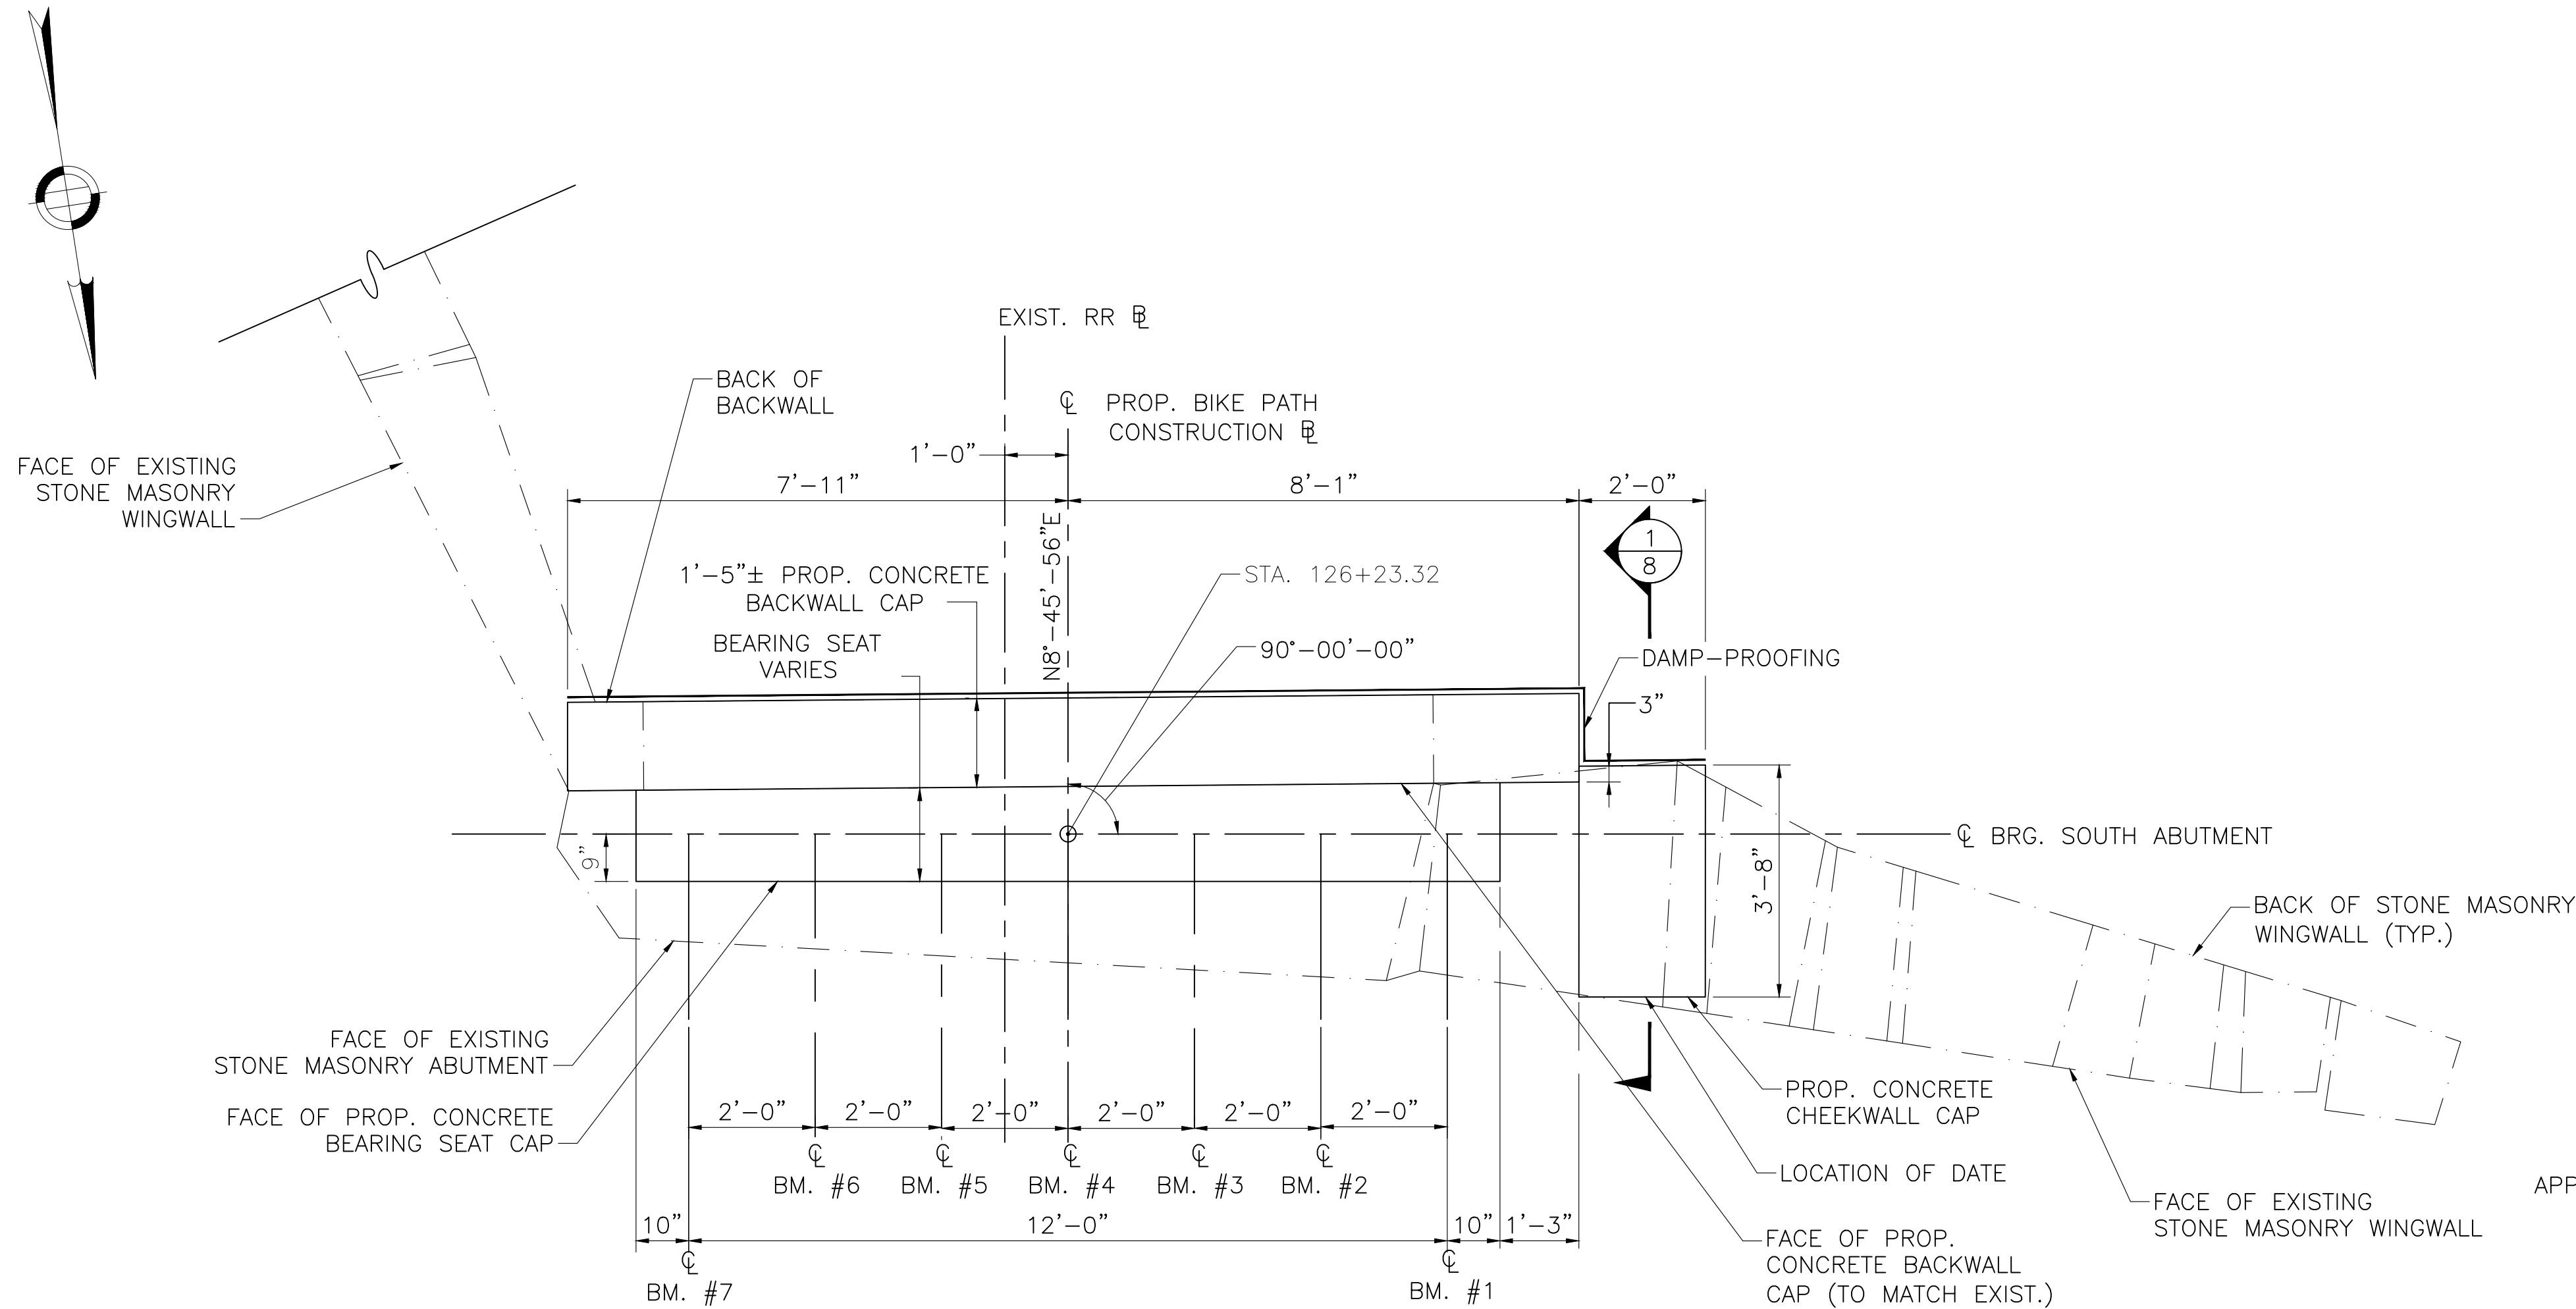 EXIST. RR ⅊
BACK OF
BACKWALL
℄ PROP. BIKE PATH
CONSTRUCTION ⅊
1'-0"
FACE OF EXISTING
STONE MASONRY
WINGWALL
7'-11"
8'-1"
2'-0"
N8°-45'-56"E
1
8
1'-5"± PROP. CONCRETE
BACKWALL CAP
STA. 126+23.32
BEARING SEAT
VARIES
90°-00'-00"
DAMP-PROOFING
3"
9"
℄ BRG. SOUTH ABUTMENT
3'-8"
BACK OF STONE MASONRY
WINGWALL (TYP.)
FACE OF EXISTING
STONE MASONRY ABUTMENT
FACE OF PROP. CONCRETE
BEARING SEAT CAP
2'-0"
2'-0"
2'-0"
2'-0"
2'-0"
2'-0"
℄
BM. #6
℄
BM. #5
℄
BM. #4
℄
BM. #3
℄
BM. #2
PROP. CONCRETE
CHEEKWALL CAP
LOCATION OF DATE
FACE OF EXISTING
STONE MASONRY WINGWALL
APP
10"
12'-0"
10"
1'-3"
℄
BM. #7
℄
BM. #1
FACE OF PROP.
CONCRETE BACKWALL
CAP (TO MATCH EXIST.)